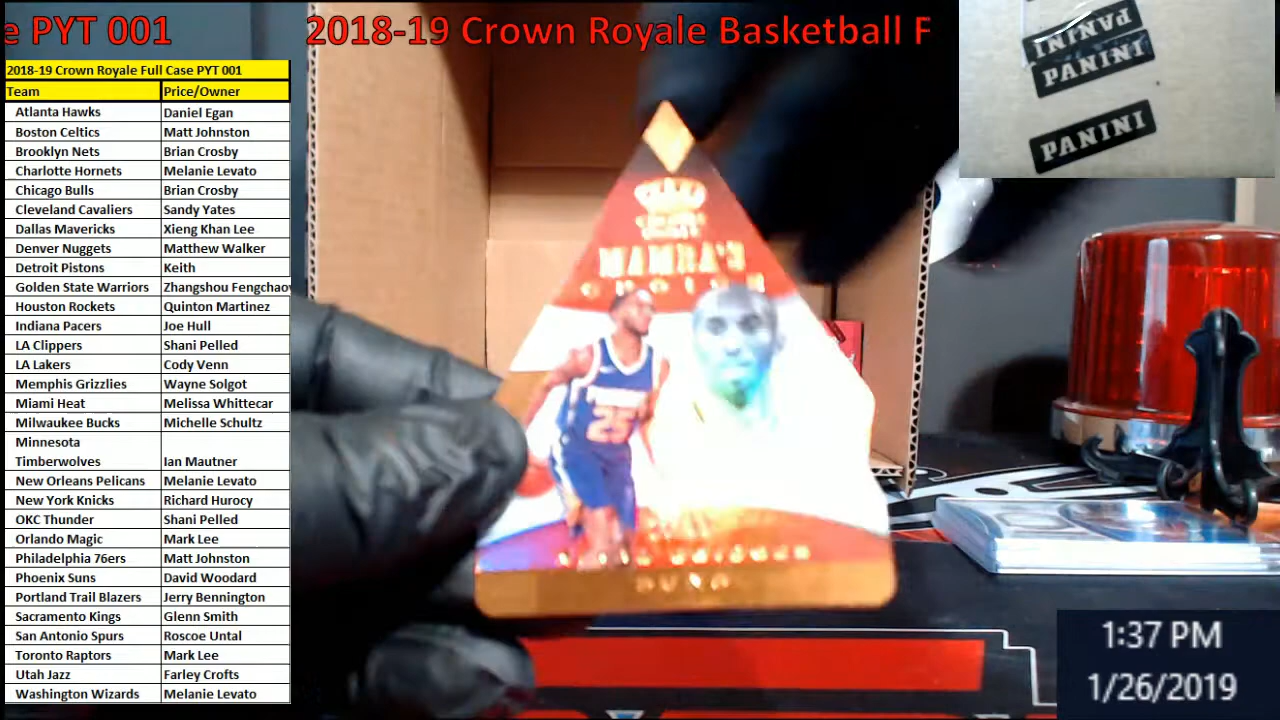 e PYT 001
2018-19 Crown Royale Basketball F
2018-19 Crown Royale Full Case PYT 001
Team Price/Owner
Atlanta Hawks Daniel Egan
Boston Celtics Matt Johnston
Brooklyn Nets Brian Crosby
Charlotte Hornets Melanie Levato
Chicago Bulls Brian Crosby
Cleveland Cavaliers Sandy Yates
Dallas Mavericks Xieng Khan Lee
Denver Nuggets Matthew Walker
Detroit Pistons Keith
Golden State Warriors Zhangshou Fengchaov
Houston Rockets Quinton Martinez
Indiana Pacers Joe Hull
LA Clippers Shani Pelled
LA Lakers Cody Venn
Memphis Grizzlies Wayne Solgot
Miami Heat Melissa Whittecar
Milwaukee Bucks Michelle Schultz
Minnesota
Timberwolves Ian Mautner
New Orleans Pelicans Melanie Levato
New York Knicks Richard Hurocy
OKC Thunder Shani Pelled
Orlando Magic Mark Lee
Philadelphia 76ers Matt Johnston
Phoenix Suns David Woodard
Portland Trail Blazers Jerry Bennington
Sacramento Kings Glenn Smith
San Antonio Spurs Roscoe Untal
Toronto Raptors Mark Lee
Utah Jazz Farley Crofts
Washington Wizards Melanie Levato
PANINI
PANINI
PANINI
MAMBA'S
CHOICE
25
SUNS
1:37 PM
1/26/2019